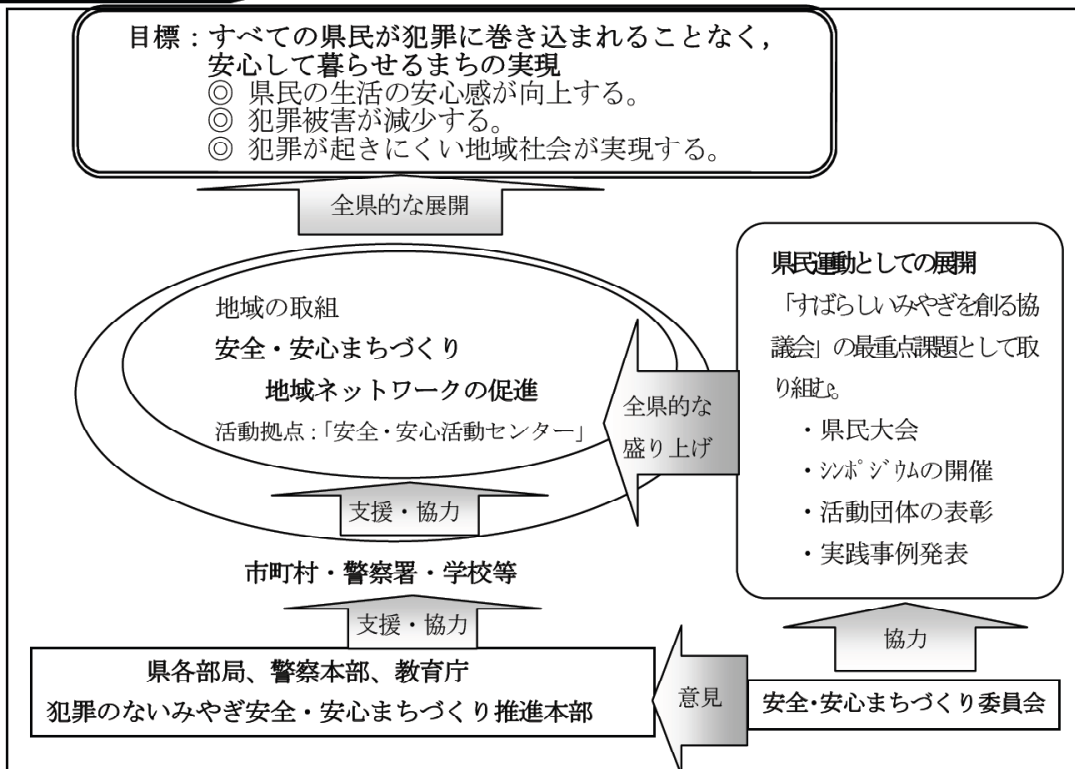 目標：すべての県民が犯罪に巻き込まれることなく，
安心して暮らせるまちの実現
◎ 県民の生活の安心感が向上する。
◎ 犯罪被害が減少する。
◎ 犯罪が起きにくい地域社会が実現する。
全県的な展開
地域の取組
安全・安心まちづくり
地域ネットワークの促進
活動拠点：「安全・安心活動センター」
全県的な
盛り上げ
県民運動としての展開
「すばらしいみやぎを創る協
議会」の最重点課題として取
り組む。
・県民大会
・ｼﾝﾎﾟｼﾞｳﾑの開催
・活動団体の表彰
・実践事例発表
支援・協力
市町村・警察署・学校等
支援・協力
協力
県各部局、警察本部、教育庁
犯罪のないみやぎ安全・安心まちづくり推進本部
意見
安全・安心まちづくり委員会